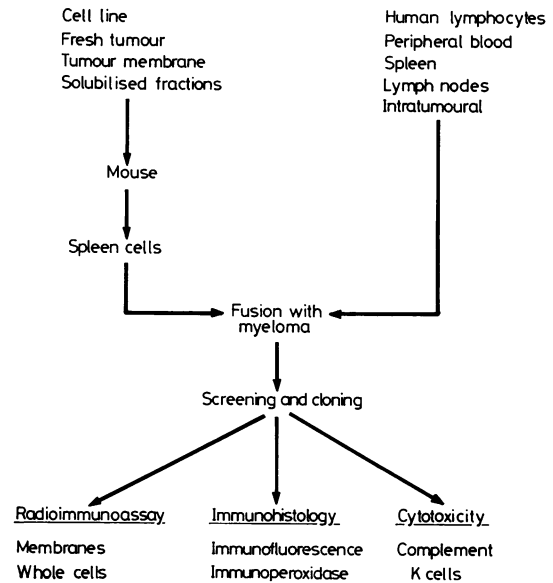 Cell line
Fresh tumour
Tumour membrane
Solubilised fractions
Human lymphocytes
Peripheral blood
Spleen
Lymph nodes
Intratumoural
Mouse
Spleen cells
Fusion with
myeloma
Screening and cloning
Radioimmunoassay
Membranes
Whole cells
Immunohistology
Immunofluorescence
Immunoperoxidase
Cytotoxicity
Complement
K cells